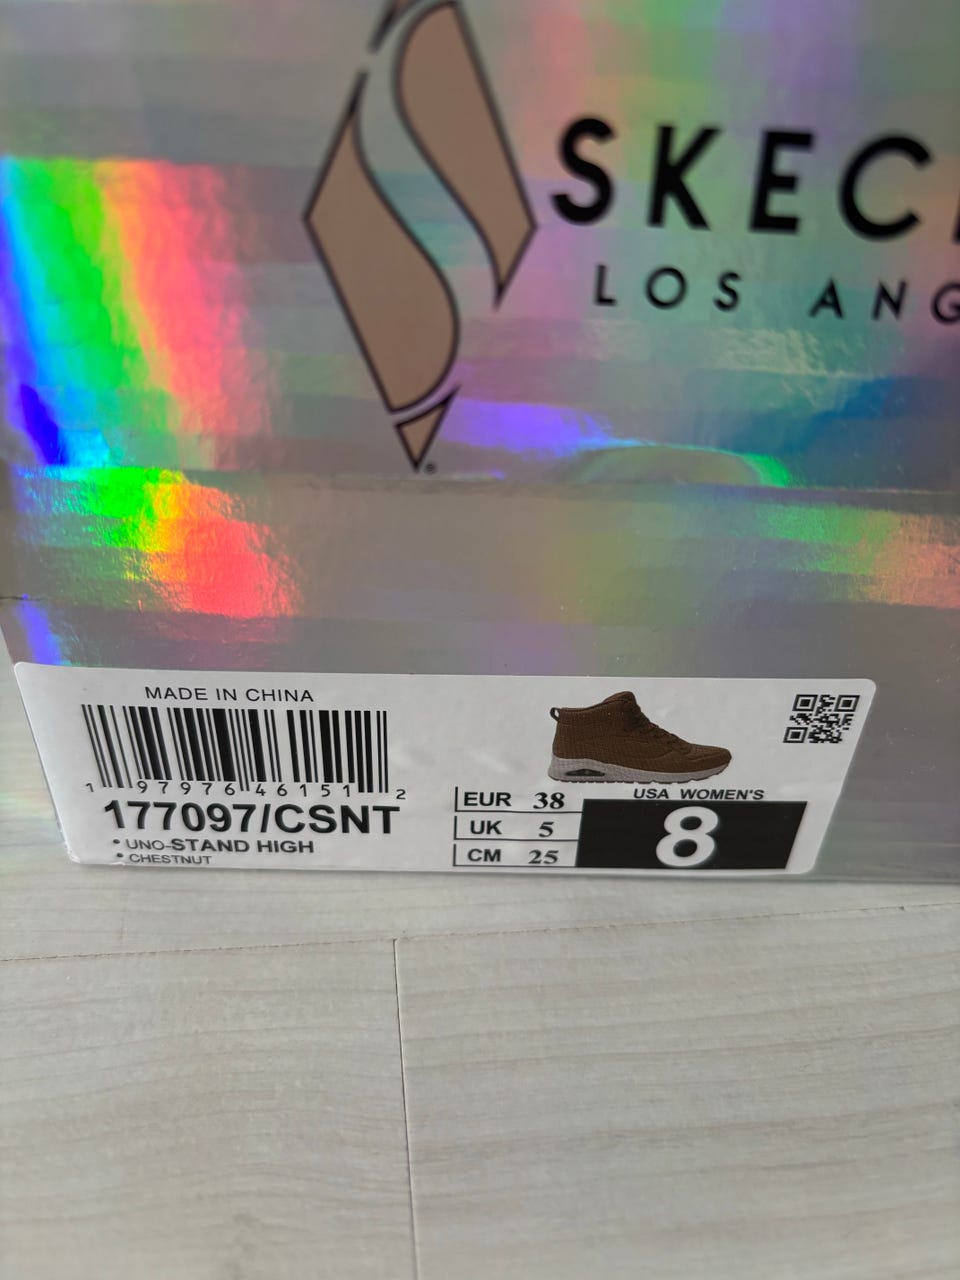 SKEC
LOS ANG
®
MADE IN CHINA
1 97976 46151 2
177097/CSNT
• UNO-STAND HIGH
• CHESTNUT
EUR 38
UK 5
CM 25
USA WOMEN'S
8